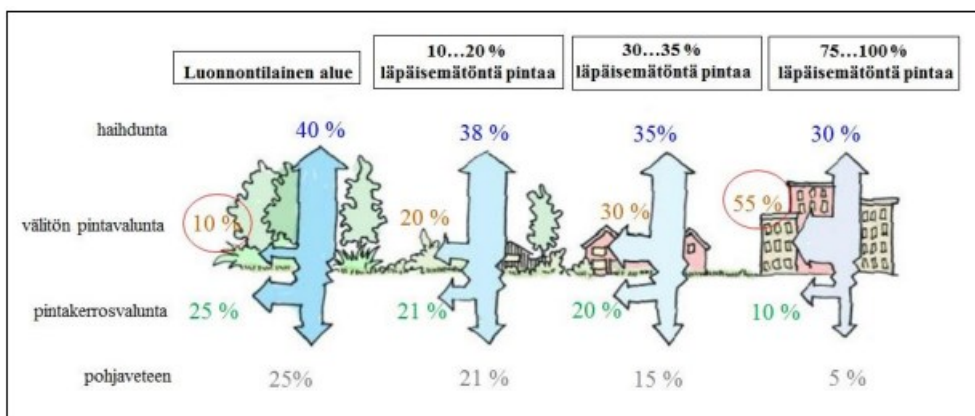 Luonnontilainen alue
10...20 %
läpäisemätöntä pintaa
30...35 %
läpäisemätöntä pintaa
75...100 %
läpäisemätöntä pintaa
haihdunta 40 % 38 % 35% 30 %
välitön pintavalunta 10 % 20 % 30 % 55 %
pintakerrosvalunta 25 % 21 % 20 % 10 %
pohjaveteen 25% 21 % 15 % 5 %